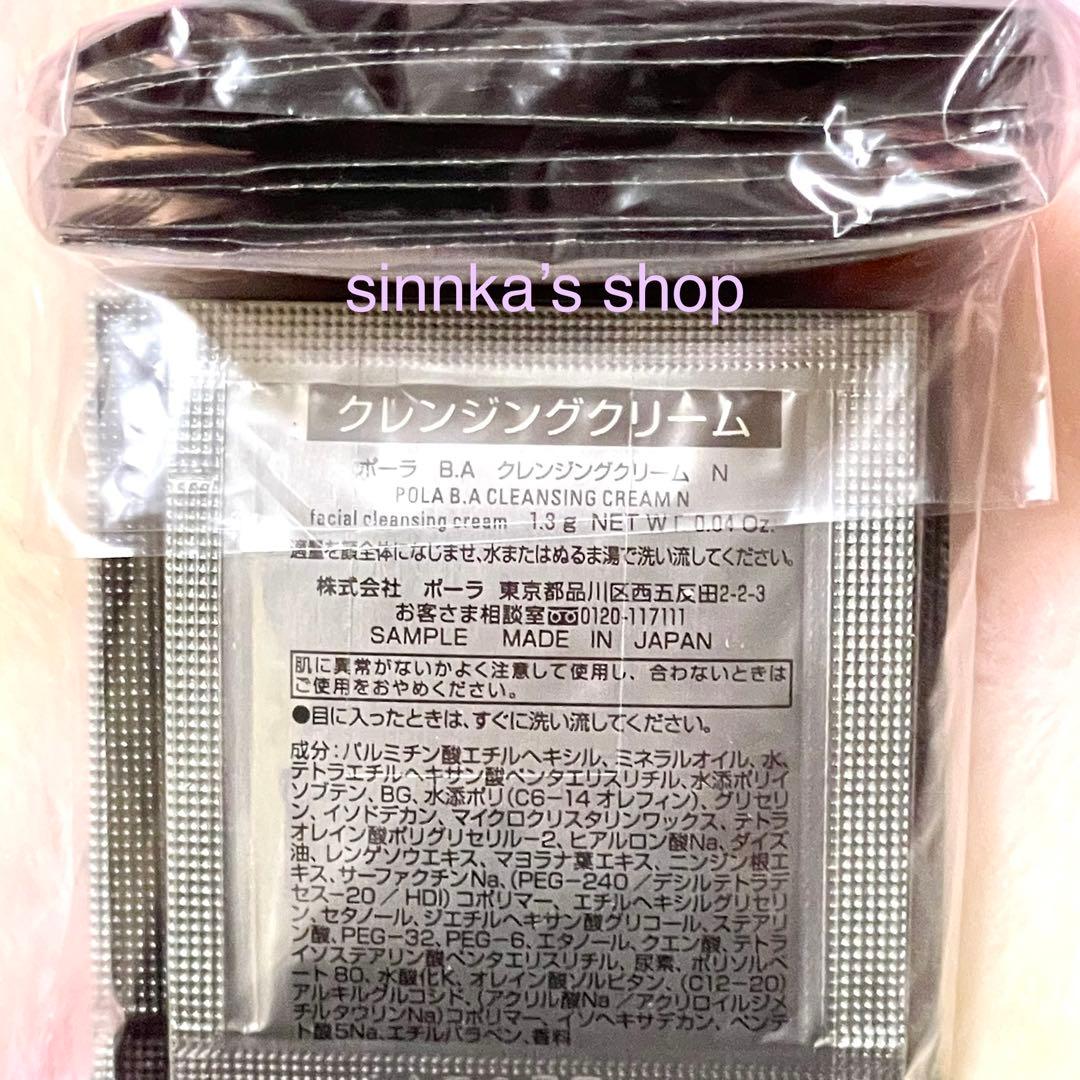 sinnka’s shop
クレンジングクリーム
ポーラ B.A クレンジングクリーム N
POLA B.A CLEANSING CREAM N
facial cleansing cream 1.3 g NET WT. 0.04 Oz.
適量を顔全体になじませ、水またはぬるま湯で洗い流してください。
株式会社 ポーラ 東京都品川区西五反田2-2-3
お客さま相談室0120-117111
SAMPLE MADE IN JAPAN
肌に異常がないかよく注意して使用し、合わないときは
ご使用をおやめください。
●目に入ったときは、すぐに洗い流してください。
成分：パルミチン酸エチルヘキシル、ミネラルオイル、水、
テトラエチルヘキサン酸ペンタエリスリチル、水添ポリイ
ソブテン、BG、水添ポリ(C6-14オレフィン)、グリセリ
ン、イソドデカン、マイクロクリスタリンワックス、テトラ
オレイン酸ポリグリセリル-2、ヒアルロン酸Na、ダイズ
油、レンゲソウエキス、マヨラナ葉エキス、ニンジン根エ
キス、サーファクチンNa、(PEG-240／デシルテトラデ
セス-20／HDI)コポリマー、エチルヘキシルグリセリ
ン、セタノール、ジエチルヘキサン酸グリコール、ステアリ
ン酸、PEG-32、PEG-6、エタノール、クエン酸、テトラ
イソステアリン酸ペンタエリスリチル、尿素、ポリソルベ
ート80、水酸化K、オレイン酸ソルビタン、(C12-20)
アルキルグルコシド、(アクリル酸Na／アクリロイルジメ
チルタウリンNa)コポリマー、イソヘキサデカン、ペンテ
ト酸5Na、エチルパラベン、香料